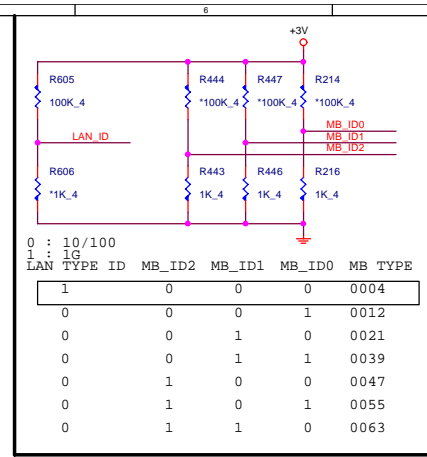 6
+3V
R605 R444 R447 R214
100K_4 *100K_4 *100K_4 *100K_4
MB_ID0
LAN_ID MB_ID1
MB_ID2
R606 R443 R446 R216
*1K_4 1K_4 1K_4 1K_4
0 : 10/100
1 : 1G
LAN TYPE ID MB_ID2 MB_ID1 MB_ID0 MB TYPE
1 0 0 0 0004
0 0 0 1 0012
0 0 1 0 0021
0 0 1 1 0039
0 1 0 0 0047
0 1 0 1 0055
0 1 1 0 0063